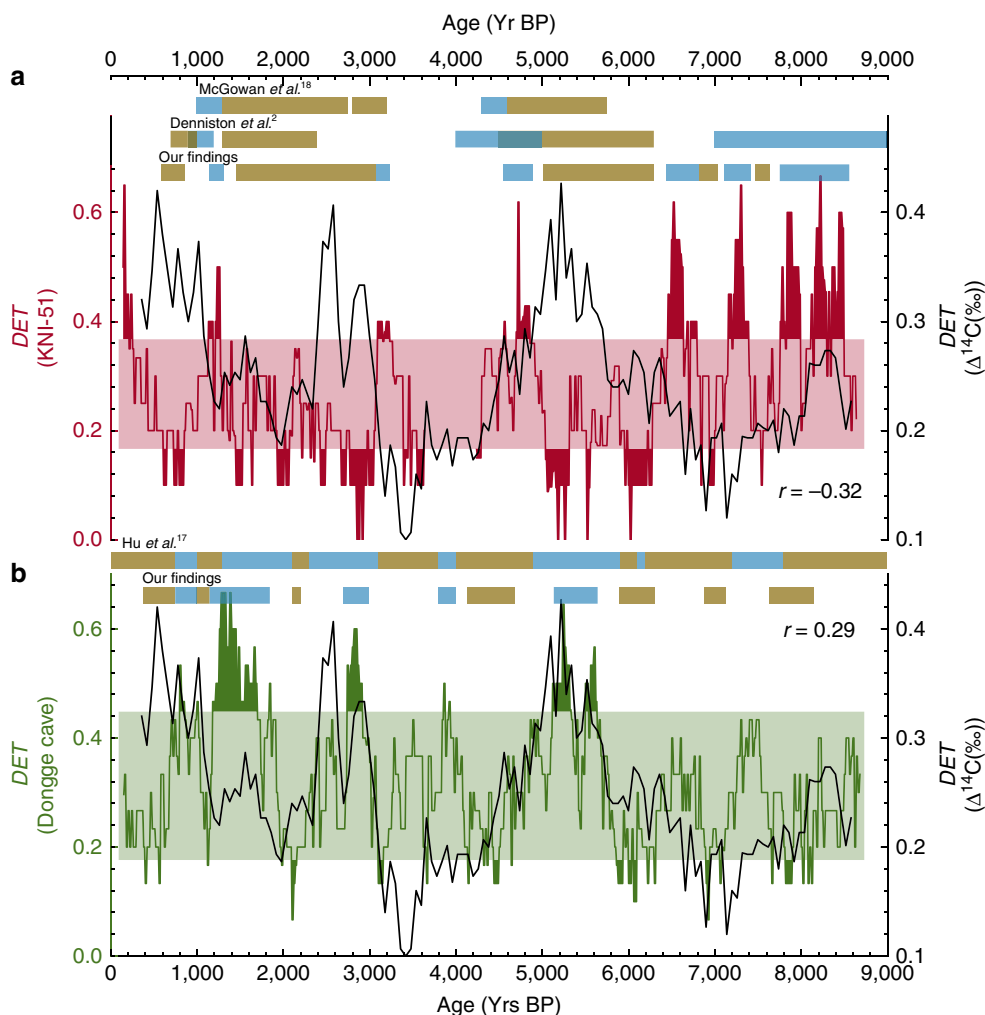 Age (Yr BP)
0 1,000 2,000 3,000 4,000 5,000 6,000 7,000 8,000 9,000
a
McGowan et al.18
Denniston et al.2
Our findings
0.6
0.4
0.2
0.0
DET
(KNI-51)
0.4
0.3
0.2
0.1
DET
(Δ14C(‰))
r = –0.32
Hu et al.17
b
Our findings
0.6
0.4
0.2
0.0
DET
(Dongge cave)
0.4
0.3
0.2
0.1
DET
(Δ14C(‰))
r = 0.29
0 1,000 2,000 3,000 4,000 5,000 6,000 7,000 8,000 9,000
Age (Yrs BP)